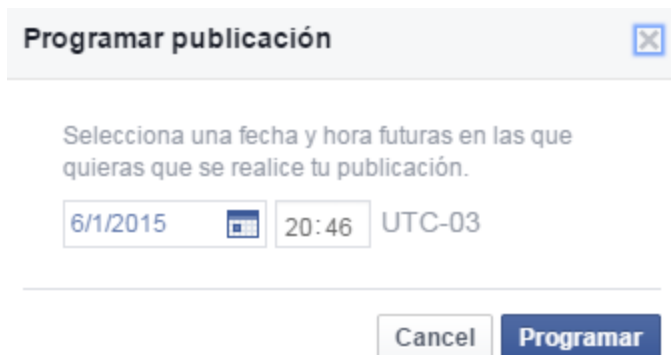 Programar publicación
Selecciona una fecha y hora futuras en las que
quieras que se realice tu publicación.
6/1/2015 20:46 UTC-03
Cancel Programar